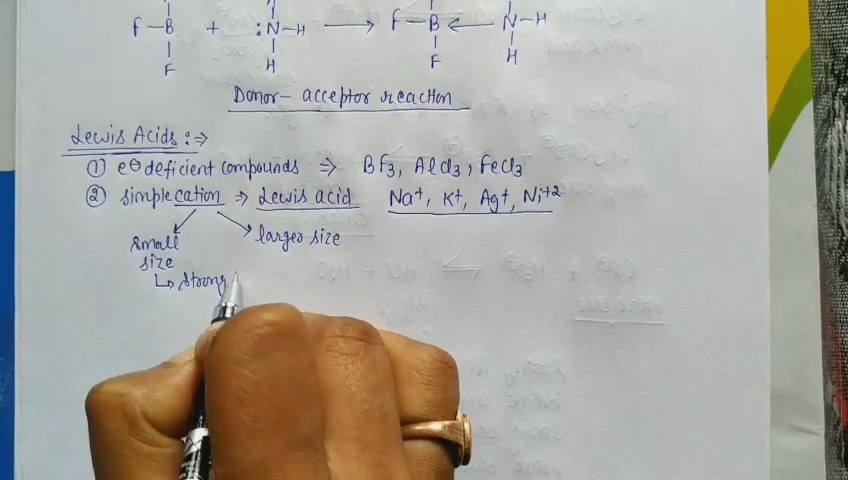 F—B + :N—H ⟶ F—B ⟵ N—H
F H F H
Donor- acceptor reaction
Lewis Acids :⇒
① e⊖ deficient compounds ⇒ BF3, AlCl3, FeCl3
② simple cation ⇒ Lewis acid Na+, K+, Ag+, Ni+2
small size
larger size
↳ strong